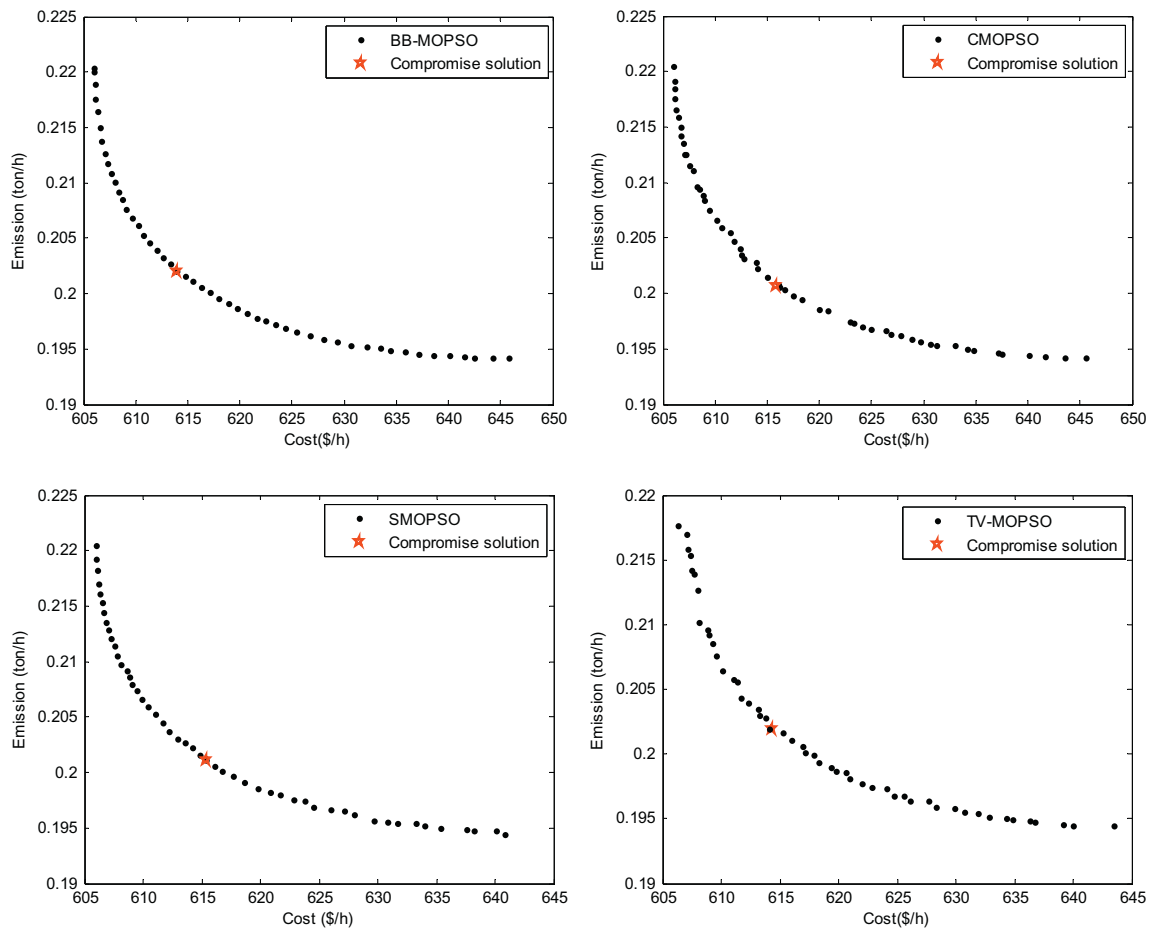 0.225
0.22
0.215
0.21
0.205
0.2
0.195
0.19
Emission (ton/h)
BB-MOPSO
Compromise solution
605 610 615 620 625 630 635 640 645 650
Cost($/h)
0.225
0.22
0.215
0.21
0.205
0.2
0.195
0.19
Emission (ton/h)
CMOPSO
Compromise solution
605 610 615 620 625 630 635 640 645 650
Cost($/h)
0.225
0.22
0.215
0.21
0.205
0.2
0.195
0.19
Emission (ton/h)
SMOPSO
Compromise solution
605 610 615 620 625 630 635 640 645
Cost ($/h)
0.22
0.215
0.21
0.205
0.2
0.195
0.19
Emission (ton/h)
TV-MOPSO
Compromise solution
605 610 615 620 625 630 635 640 645
Cost($/h)